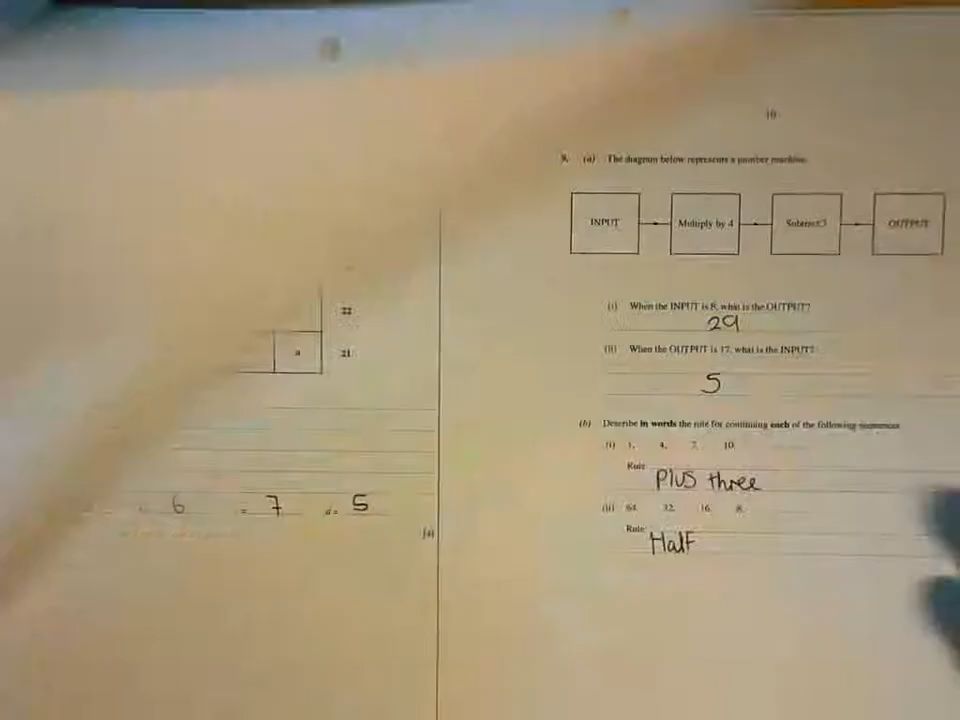 22
a
21
6 = 7 d = 5
[4]
10
9. (a) The diagram below represents a number machine.
INPUT Multiply by 4 Subtract 3 OUTPUT
(i) When the INPUT is 8, what is the OUTPUT?
29
(ii) When the OUTPUT is 17, what is the INPUT?
5
(b) Describe in words the rule for continuing each of the following sequences.
(i) 1, 4, 7, 10
Rule:
Plus three
(ii) 64, 32, 16, 8,
Rule:
Half